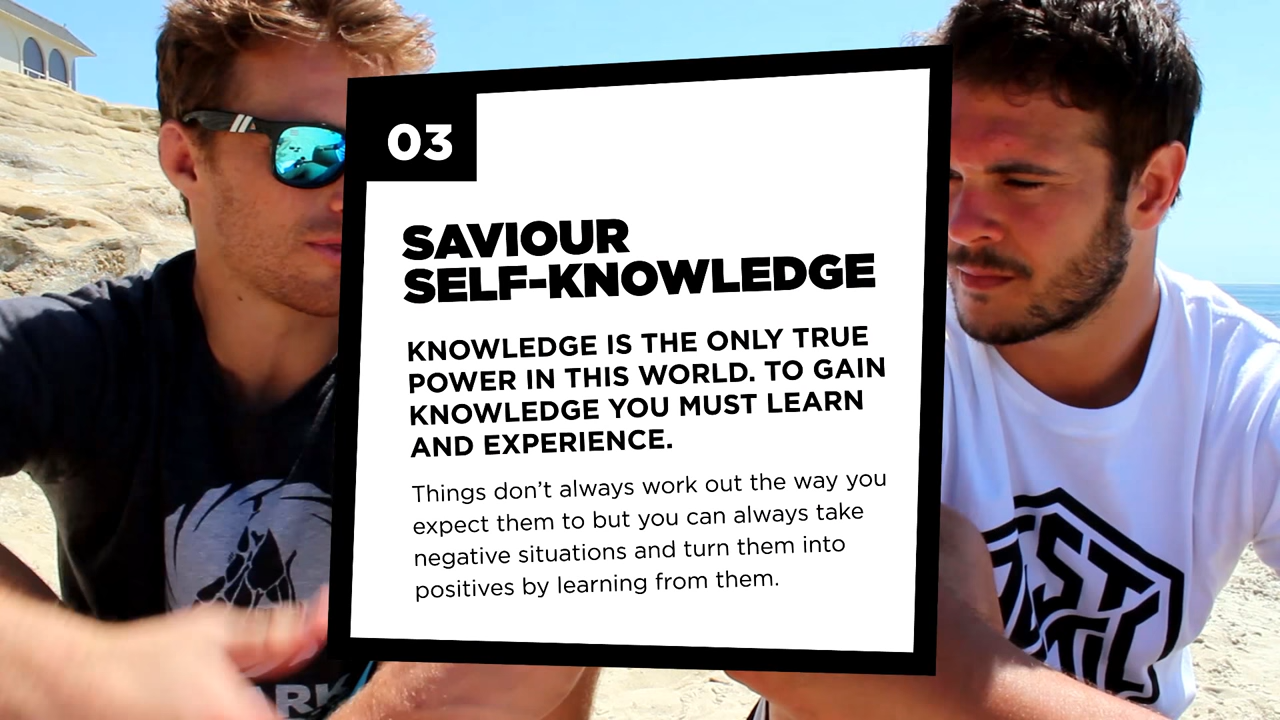 03
SAVIOUR
SELF-KNOWLEDGE
KNOWLEDGE IS THE ONLY TRUE
POWER IN THIS WORLD. TO GAIN
KNOWLEDGE YOU MUST LEARN
AND EXPERIENCE.
Things don’t always work out the way you
expect them to but you can always take
negative situations and turn them into
positives by learning from them.